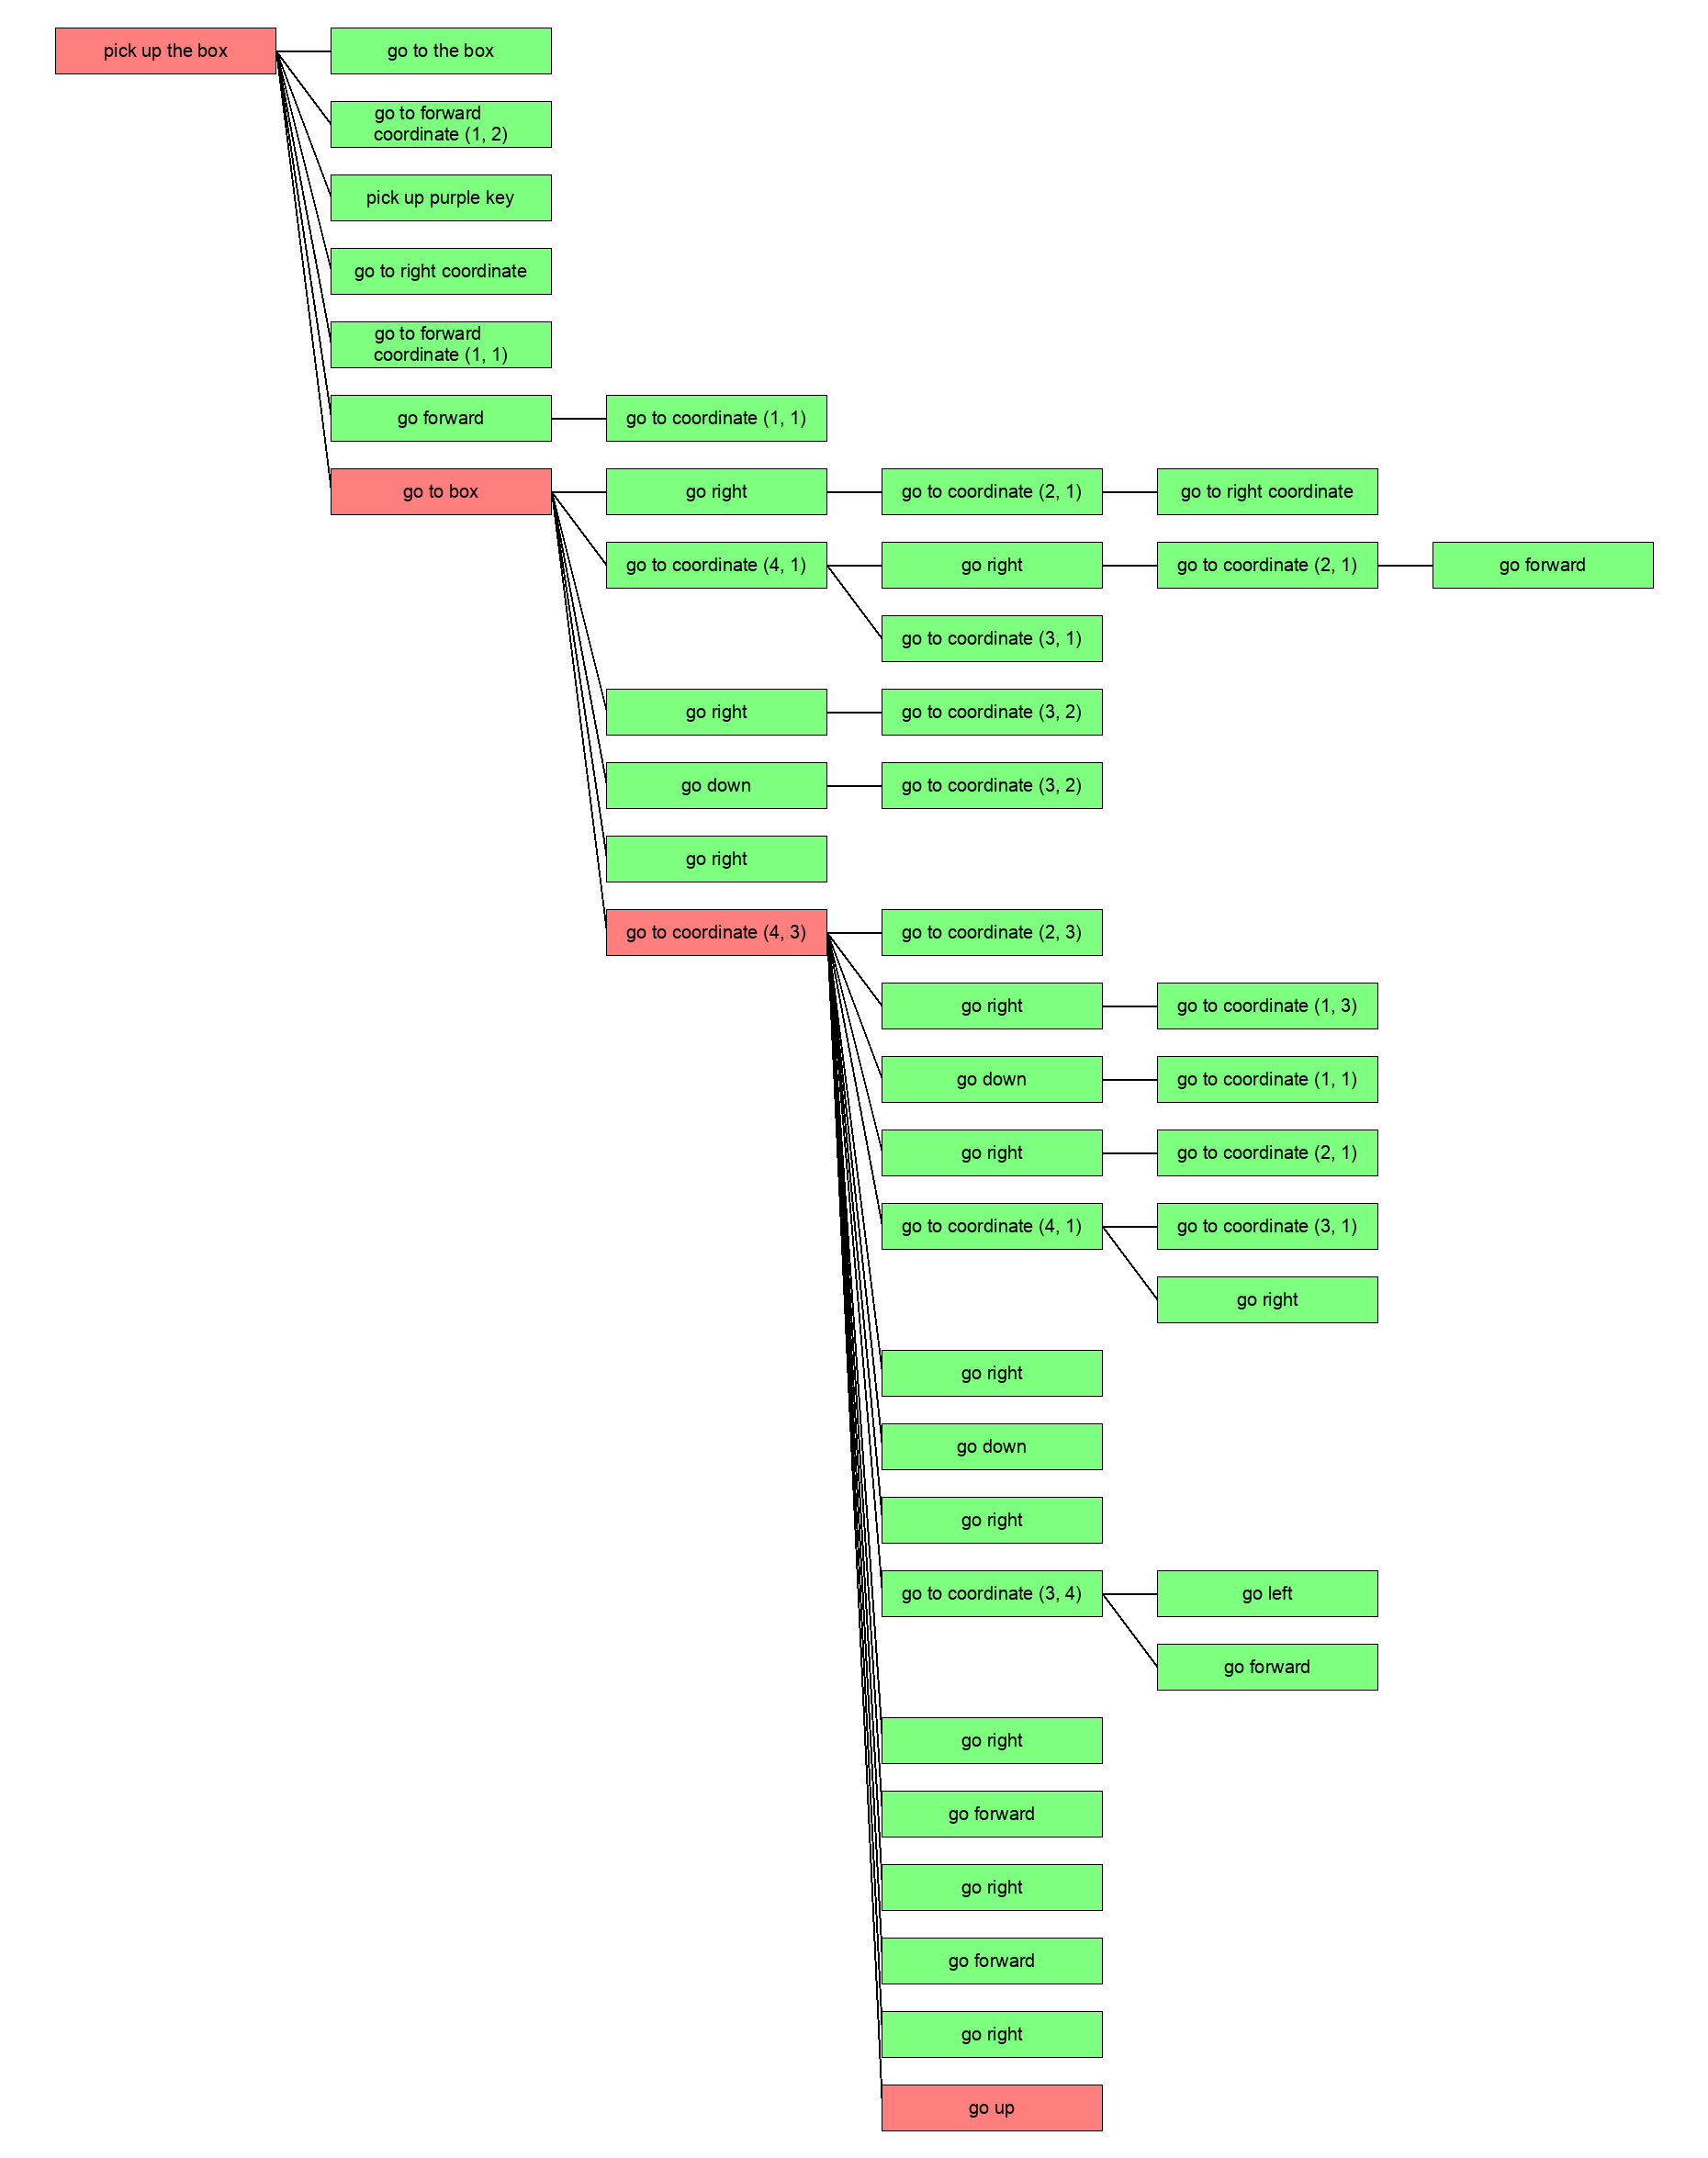 pick up the box
go to the box
go to forward
coordinate (1, 2)
pick up purple key
go to right coordinate
go to forward
coordinate (1, 1)
go forward
go to coordinate (1, 1)
go to box
go right
go to coordinate (2, 1)
go to right coordinate
go to coordinate (4, 1)
go right
go to coordinate (2, 1)
go forward
go to coordinate (3, 1)
go right
go to coordinate (3, 2)
go down
go to coordinate (3, 2)
go right
go to coordinate (4, 3)
go to coordinate (2, 3)
go right
go to coordinate (1, 3)
go down
go to coordinate (1, 1)
go right
go to coordinate (2, 1)
go to coordinate (4, 1)
go to coordinate (3, 1)
go right
go right
go down
go right
go to coordinate (3, 4)
go left
go forward
go right
go forward
go right
go forward
go right
go up